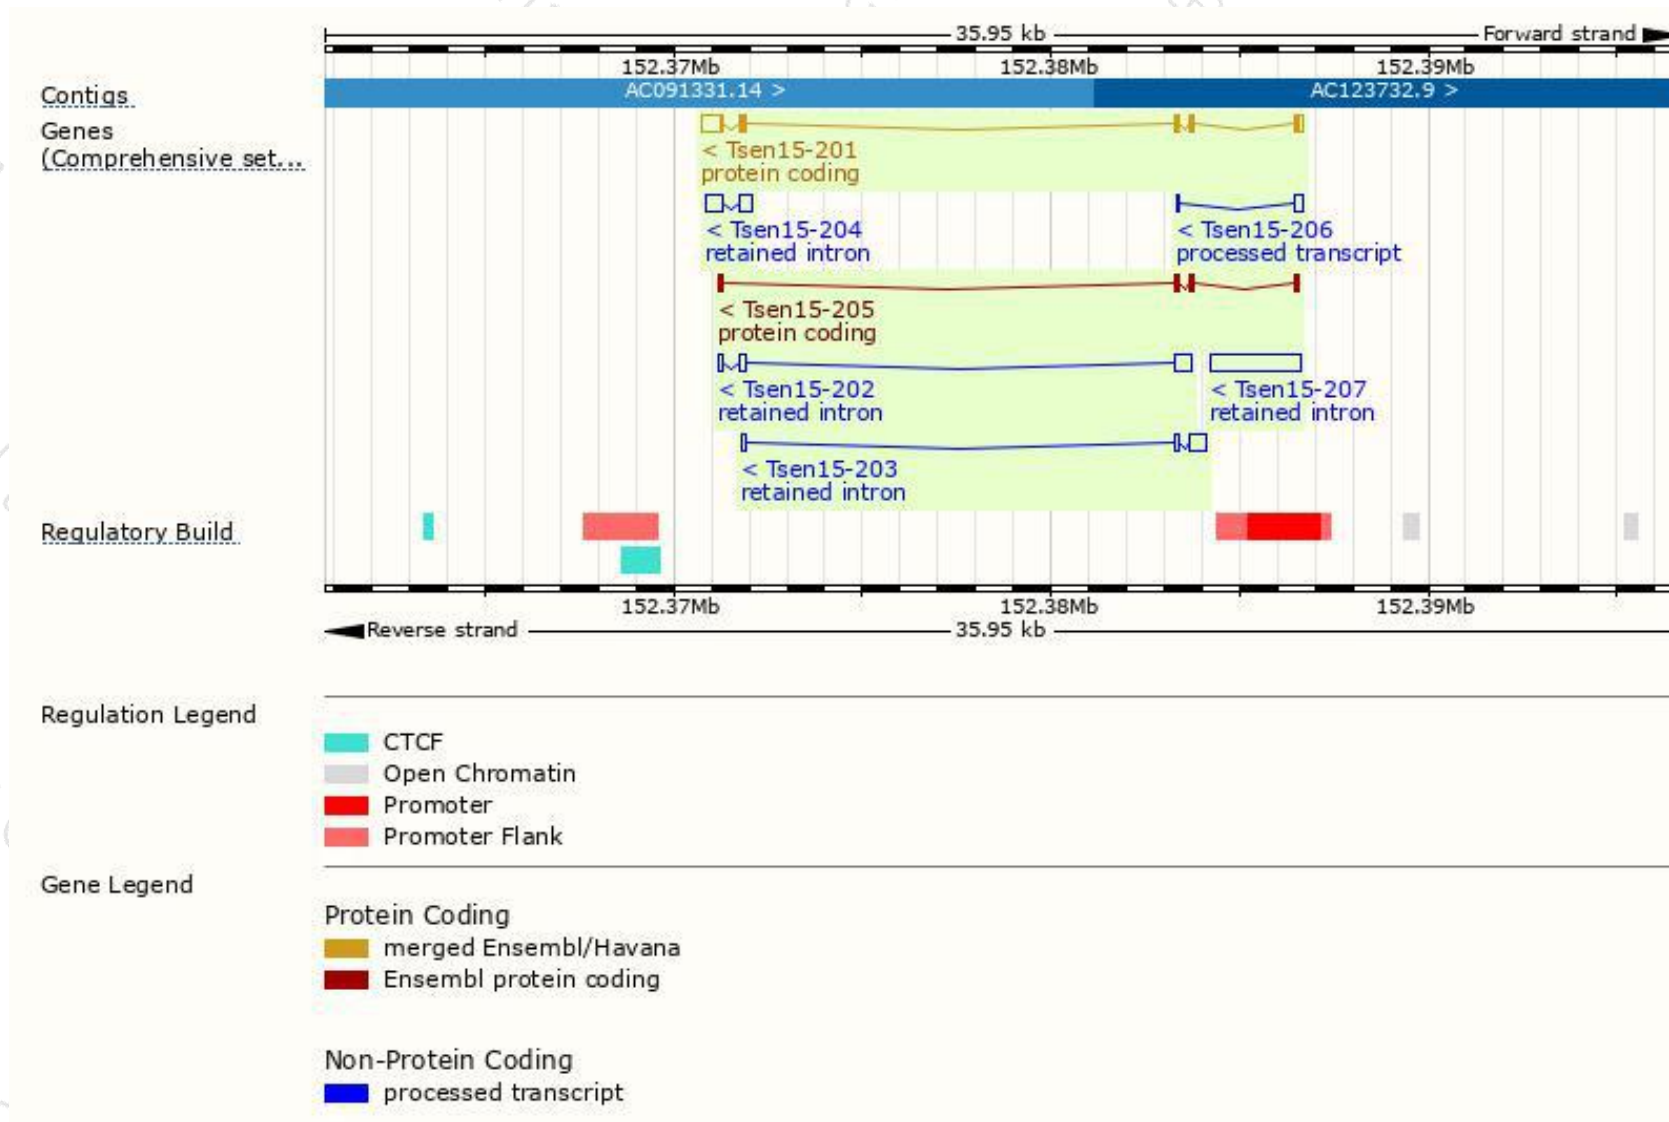 35.95 kb Forward strand
152.37Mb 152.38Mb 152.39Mb
Contigs AC091331.14 > AC123732.9 >
Genes
(Comprehensive set...
< Tsen15-201
protein coding
< Tsen15-204 < Tsen15-206
retained intron processed transcript
< Tsen15-205
protein coding
< Tsen15-202 < Tsen15-207
retained intron retained intron
< Tsen15-203
retained intron
Regulatory Build
152.37Mb 152.38Mb 152.39Mb
Reverse strand 35.95 kb
Regulation Legend
CTCF
Open Chromatin
Promoter
Promoter Flank
Gene Legend
Protein Coding
merged Ensembl/Havana
Ensembl protein coding
Non-Protein Coding
processed transcript